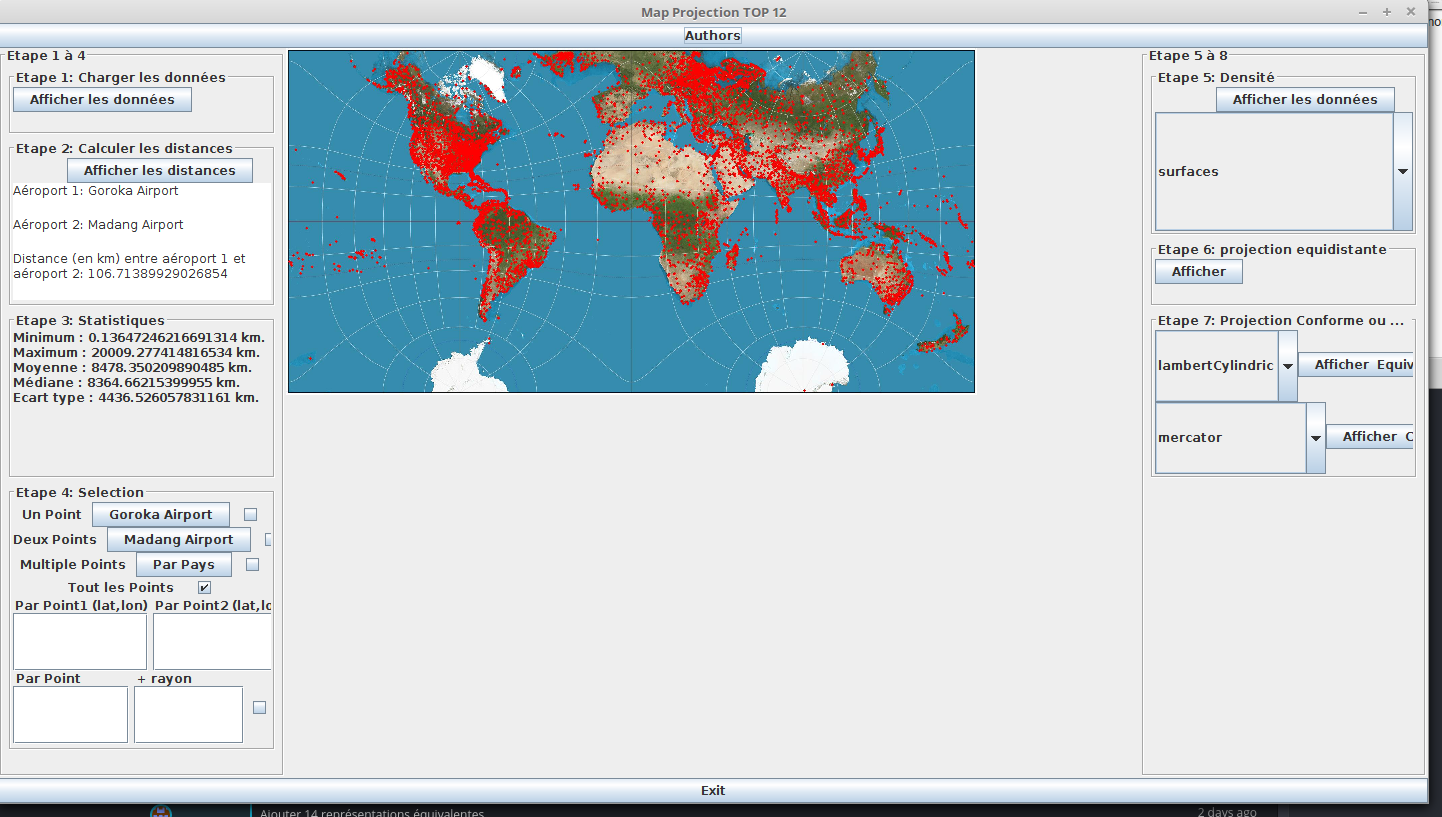 Map Projection TOP 12
no
Authors
Etape 1 à 4
Etape 1: Charger les données
Afficher les données
Etape 2: Calculer les distances
Afficher les distances
Aéroport 1: Goroka Airport
Aéroport 2: Madang Airport
Distance (en km) entre aéroport 1 et
aéroport 2: 106.71389929026854
Etape 3: Statistiques
Minimum : 0.13647246216691314 km.
Maximum : 20009.277414816534 km.
Moyenne : 8478.350209890485 km.
Médiane : 8364.66215399955 km.
Ecart type : 4436.526057831161 km.
Etape 4: Selection
Un Point Goroka Airport
Deux Points Madang Airport
Multiple Points Par Pays
Tout les Points
Par Point1 (lat,lon) Par Point2 (lat,lo
Par Point + rayon
Etape 5 à 8
Etape 5: Densité
Afficher les données
surfaces
Etape 6: projection equidistante
Afficher
Etape 7: Projection Conforme ou ...
lambertCylindric Afficher Equiv
mercator Afficher C
Exit
Ajouter 14 représentations équivalentes
2 days ago